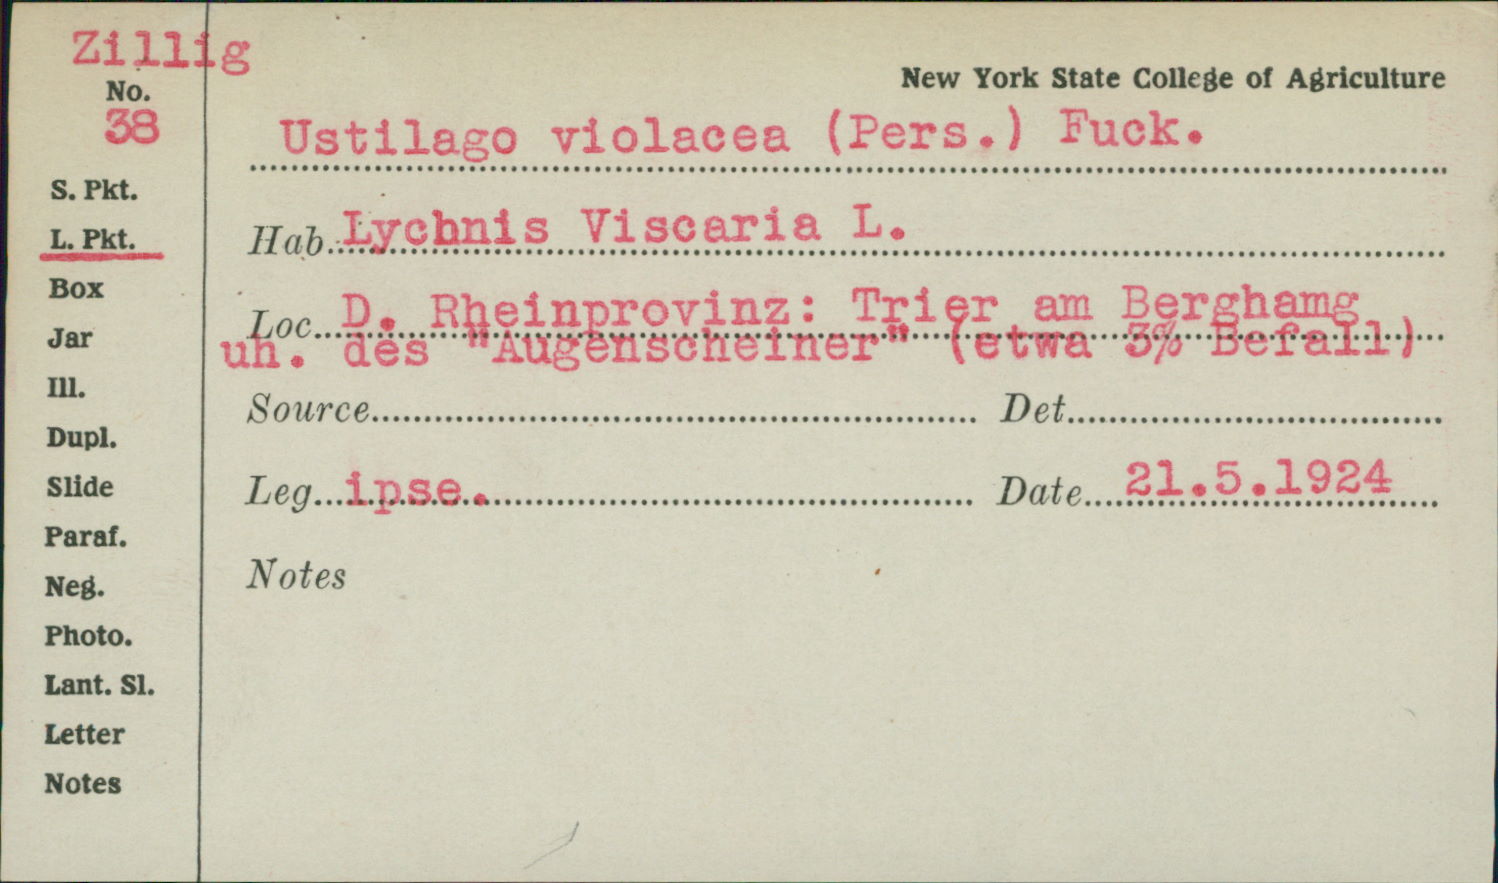 Zillig
No.
38
New York State College of Agriculture
Ustilago violacea (Pers.) Fuck.
Hab. Lychnis Viscaria L.
Loc. D. Rheinprovinz: Trier am Berghamg
uh. des "Augenscheiner" (etwa 3% Befall)
Source Det.
Leg. ipse. Date 21.5.1924
Notes
S. Pkt.
L. Pkt.
Box
Jar
Ill.
Dupl.
Slide
Paraf.
Neg.
Photo.
Lant. Sl.
Letter
Notes